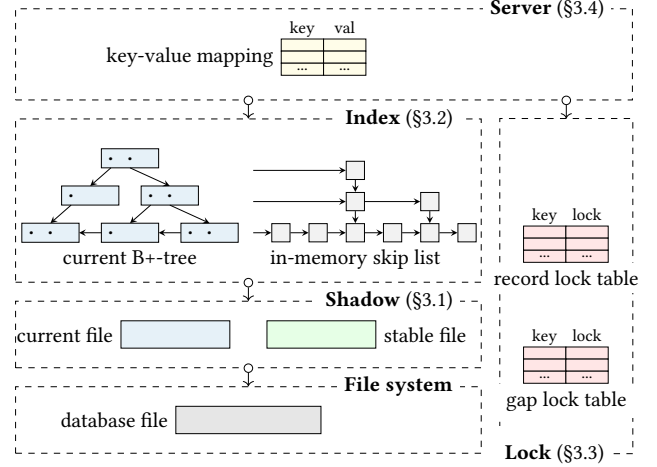 Server (§3.4)
key val
key-value mapping
... ...
Index (§3.2)
current B+-tree
in-memory skip list
key lock
... ...
record lock table
Shadow (§3.1)
current file
stable file
key lock
... ...
gap lock table
File system
database file
Lock (§3.3)